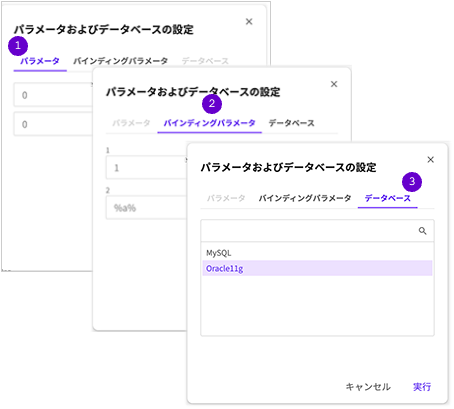 パラメータおよびデータベースの設定
1
パラメータ バインディングパラメータ データベース
0
0
パラメータおよびデータベースの設定
2
パラメータ バインディングパラメータ データベース
1
1
2
%a%
パラメータおよびデータベースの設定
3
パラメータ バインディングパラメータ データベース
MySQL
Oracle11g
キャンセル 実行